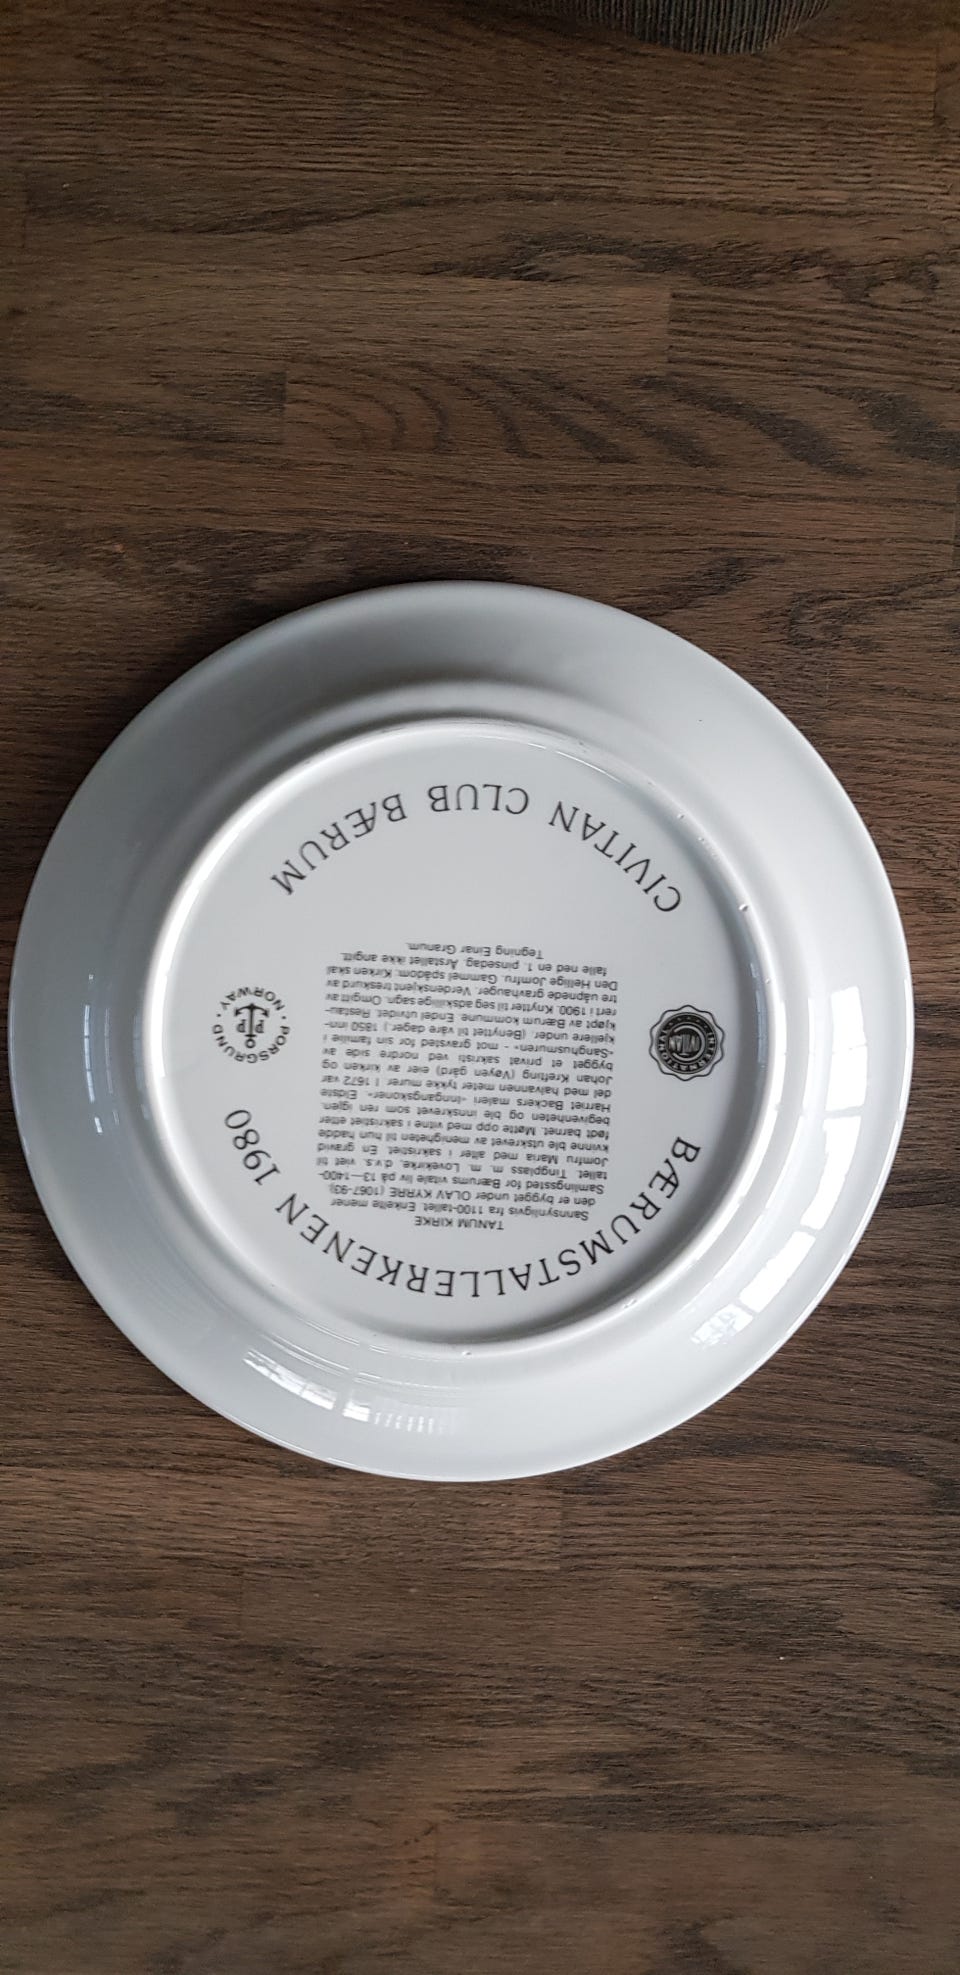 BÆRUMSTALLERKENEN 1980
TANUM KIRKE
Sannsynligvis fra 1100-tallet. Enkelte mener
den er bygget under OLAV KYRRE (1067-93).
Samlingssted for Bærums vitale liv på 13—1400-
tallet. Tingplass m. m. Lovekirke, d.v.s. viet til
Jomfru Maria med alter i sakristiet. En gravid
kvinne ble utskrevet av menigheten til hun hadde
født barnet. Møtte opp med vitne i sakristiet etter
begivenheten og ble innskrevet som ren igjen.
Harriet Backers maleri «Inngangskoner». Eldste
del med halvannen meter tykke murer. I 1672 var
Johan Krefting (Vøyen gård) eier av kirken og
bygget et privat sakristi ved nordre side av
«Sanghusmuren» - mot gravsted for sin familie i
kjellere under. (Benyttet til våre dager.) 1850 inn-
kjøpt av Bærum kommune. Endel utvidet. Restau-
rert i 1900. Knytter til seg adskillige sagn. Omgitt av
tre uåpnede gravhauger. Verdenskjent treskurd av
Den Hellige Jomfru. Gammel spådom: Kirken skal
falle ned en 1. pinsedag. Årstallet ikke angitt.
Tegning Einar Granum.
PORSGRUND • NORWAY •
PP
CIVITAN
INTERNATIONAL
CIVITAN CLUB BÆRUM